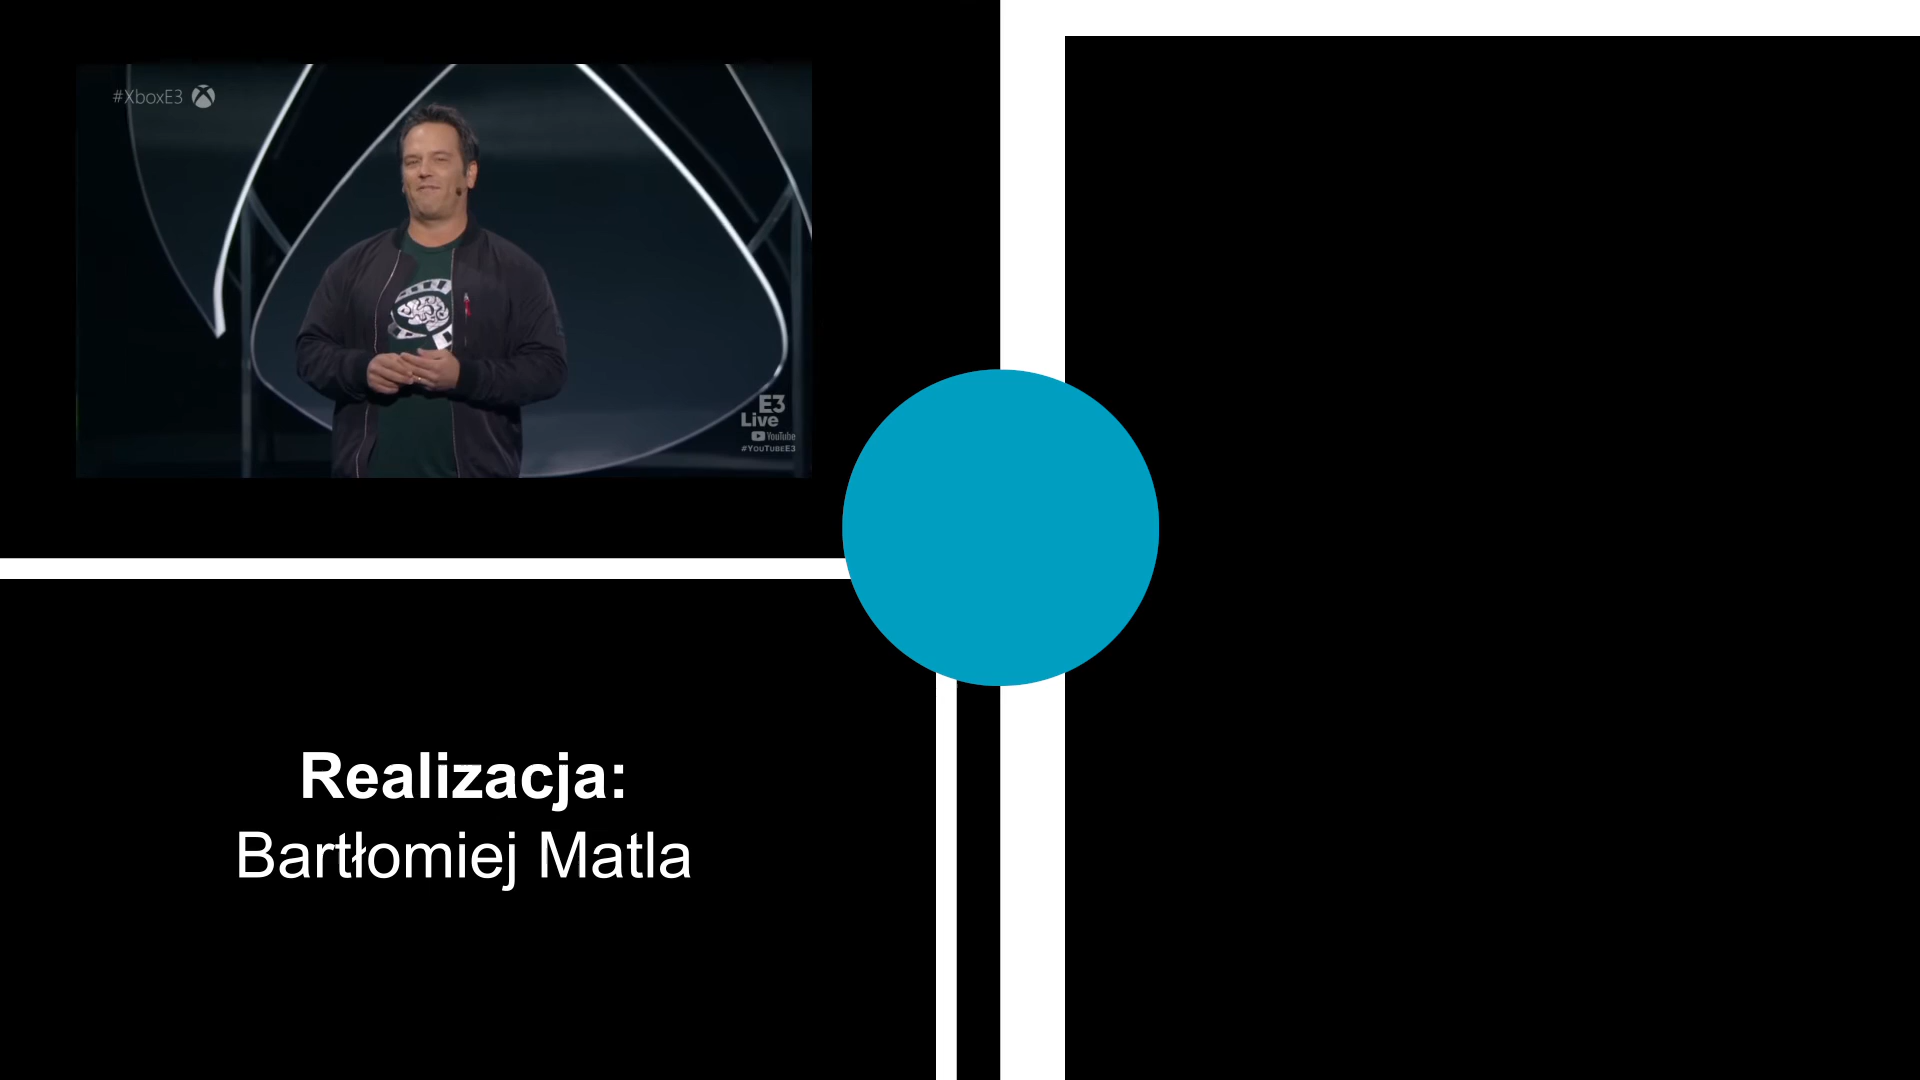 #XboxE3
E3
Live
YouTube
#YOUTUBEE3
Realizacja:
Bartłomiej Matla